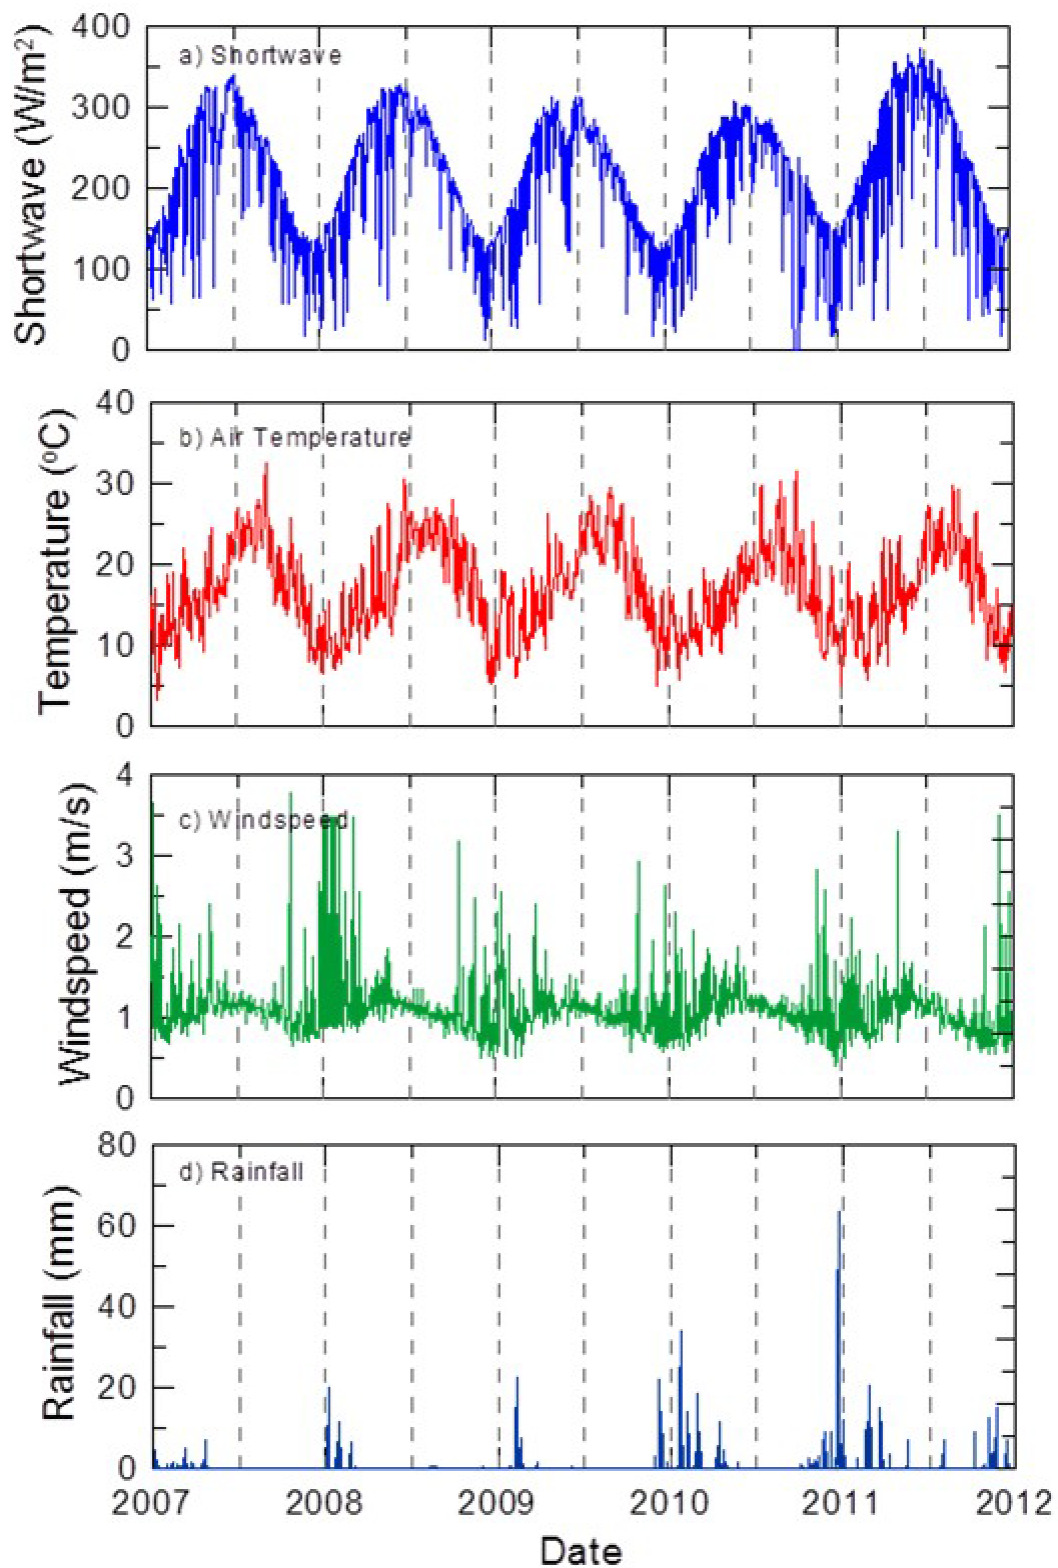 400
a) Shortwave
300
200
100
0
Shortwave (W/m²)
40
b) Air Temperature
30
20
10
0
Temperature (ºC)
4
c) Windspeed
3
2
1
0
Windspeed (m/s)
80
d) Rainfall
60
40
20
0
Rainfall (mm)
2007 2008 2009 2010 2011 2012
Date